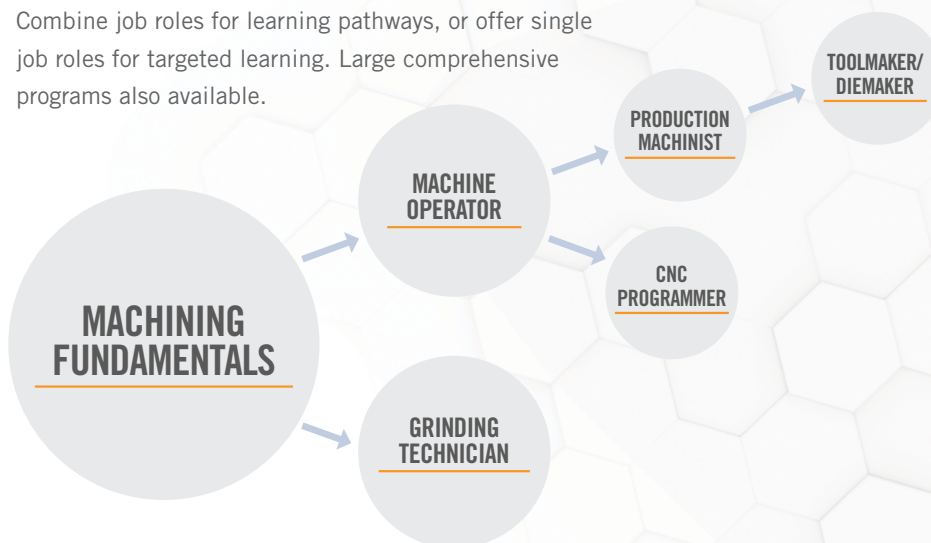 Combine job roles for learning pathways, or offer single
job roles for targeted learning. Large comprehensive
programs also available.
TOOLMAKER/
DIEMAKER
PRODUCTION
MACHINIST
MACHINE
OPERATOR
CNC
PROGRAMMER
MACHINING
FUNDAMENTALS
GRINDING
TECHNICIAN